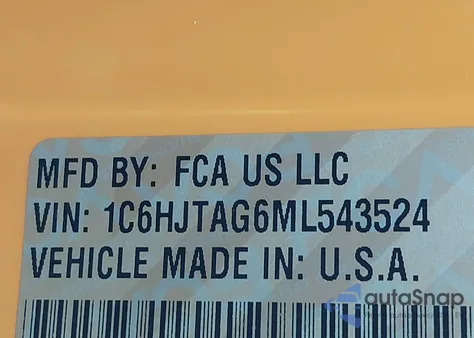 MFD BY: FCA US LLC
VIN: 1C6HJTAG6ML543524
VEHICLE MADE IN: U.S.A.
autoSnap